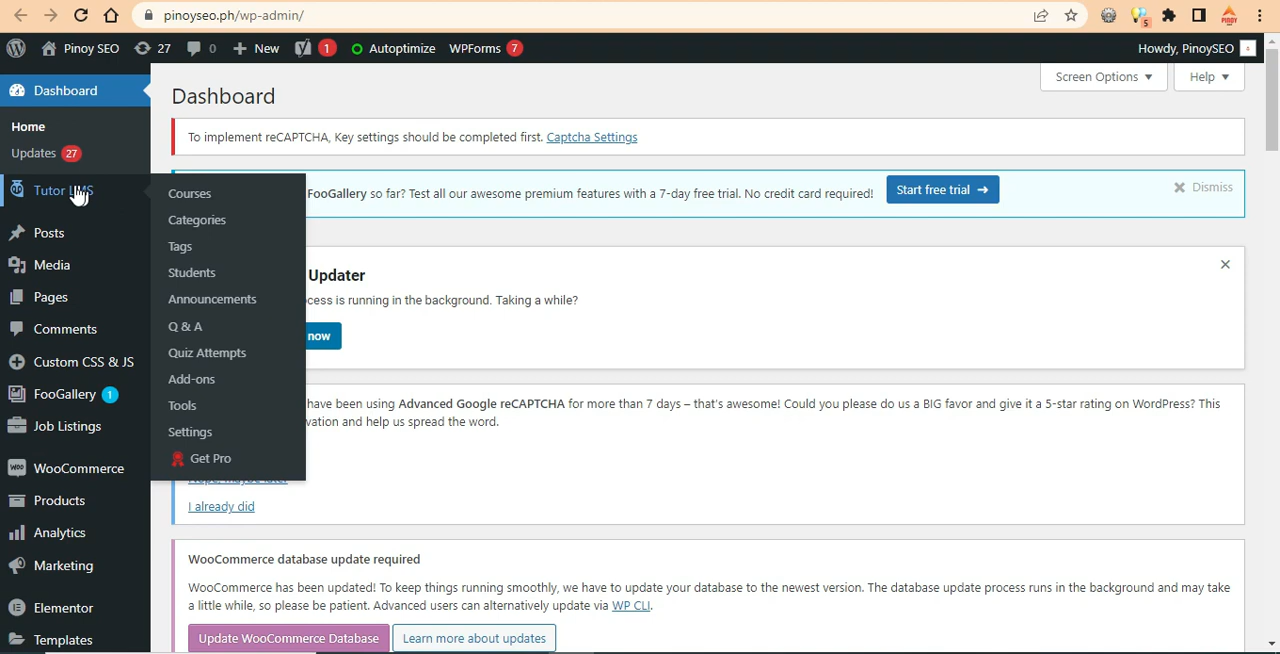 pinoyseo.ph/wp-admin/
5
PINOY
Pinoy SEO
27
0
New
1
Autoptimize
WPForms 7
Howdy, PinoySEO
Dashboard
Home
Updates 27
Tutor LMS
Posts
Media
Pages
Comments
Custom CSS & JS
FooGallery 1
Job Listings
WooCommerce
Products
Analytics
Marketing
Elementor
Templates
Courses
Categories
Tags
Students
Announcements
Q & A
Quiz Attempts
Add-ons
Tools
Settings
Get Pro
Dashboard
Screen Options
Help
To implement reCAPTCHA, Key settings should be completed first. Captcha Settings
FooGallery so far? Test all our awesome premium features with a 7-day free trial. No credit card required!
Start free trial →
Dismiss
Updater
cess is running in the background. Taking a while?
now
have been using Advanced Google reCAPTCHA for more than 7 days – that's awesome! Could you please do us a BIG favor and give it a 5-star rating on WordPress? This
vation and help us spread the word.
I already did
WooCommerce database update required
WooCommerce has been updated! To keep things running smoothly, we have to update your database to the newest version. The database update process runs in the background and may take
a little while, so please be patient. Advanced users can alternatively update via WP CLI.
Update WooCommerce Database
Learn more about updates